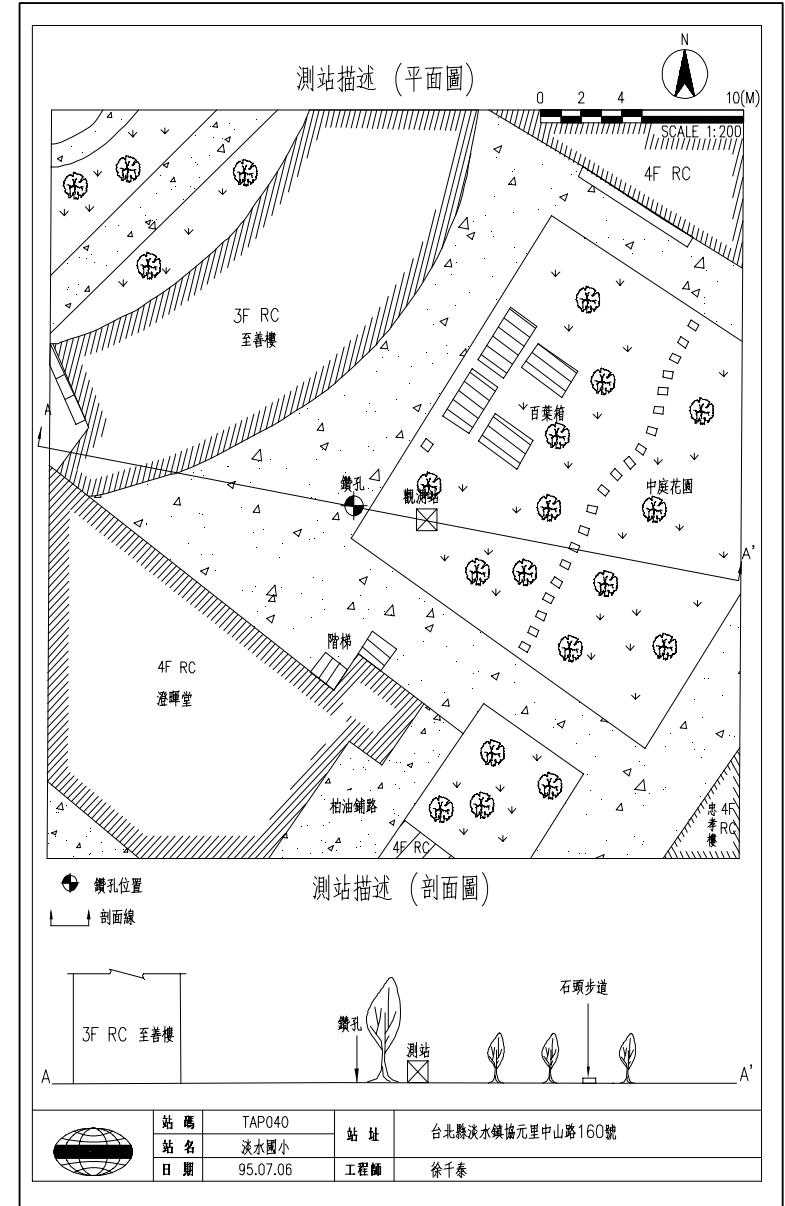 測站描述 (平面圖)
N
0 2 4 10(M)
SCALE 1:200
4F RC
3F RC
至善樓
A
百葉箱
鑽孔
觀測站
中庭花園
A'
階梯
4F RC
澄暉堂
柏油鋪路
4F RC
忠孝樓
4F RC
鑽孔位置
剖面線
測站描述 (剖面圖)
3F RC 至善樓
鑽孔
測站
石頭步道
A
A'
站碼 TAP040
站址 台北縣淡水鎮協元里中山路160號
站名 淡水國小
日期 95.07.06
工程師 徐千泰